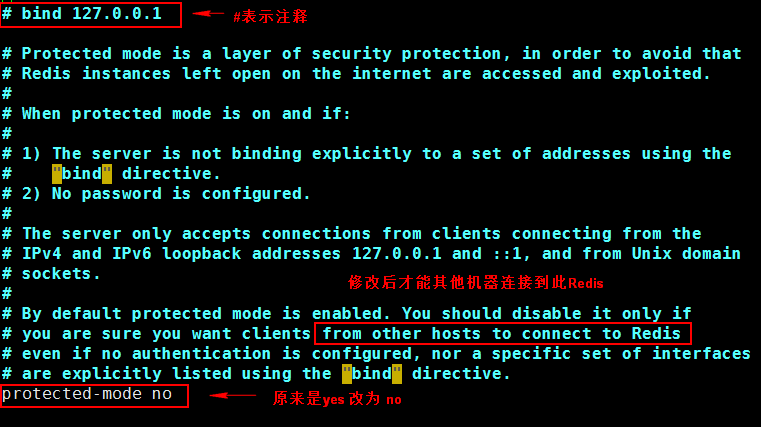 # bind 127.0.0.1
#表示注释
# Protected mode is a layer of security protection, in order to avoid that
# Redis instances left open on the internet are accessed and exploited.
#
# When protected mode is on and if:
#
# 1) The server is not binding explicitly to a set of addresses using the
#    "bind" directive.
# 2) No password is configured.
#
# The server only accepts connections from clients connecting from the
# IPv4 and IPv6 loopback addresses 127.0.0.1 and ::1, and from Unix domain
# sockets.
修改后才能其他机器连接到此Redis
#
# By default protected mode is enabled. You should disable it only if
# you are sure you want clients from other hosts to connect to Redis
# even if no authentication is configured, nor a specific set of interfaces
# are explicitly listed using the "bind" directive.
protected-mode no
原来是yes 改为 no